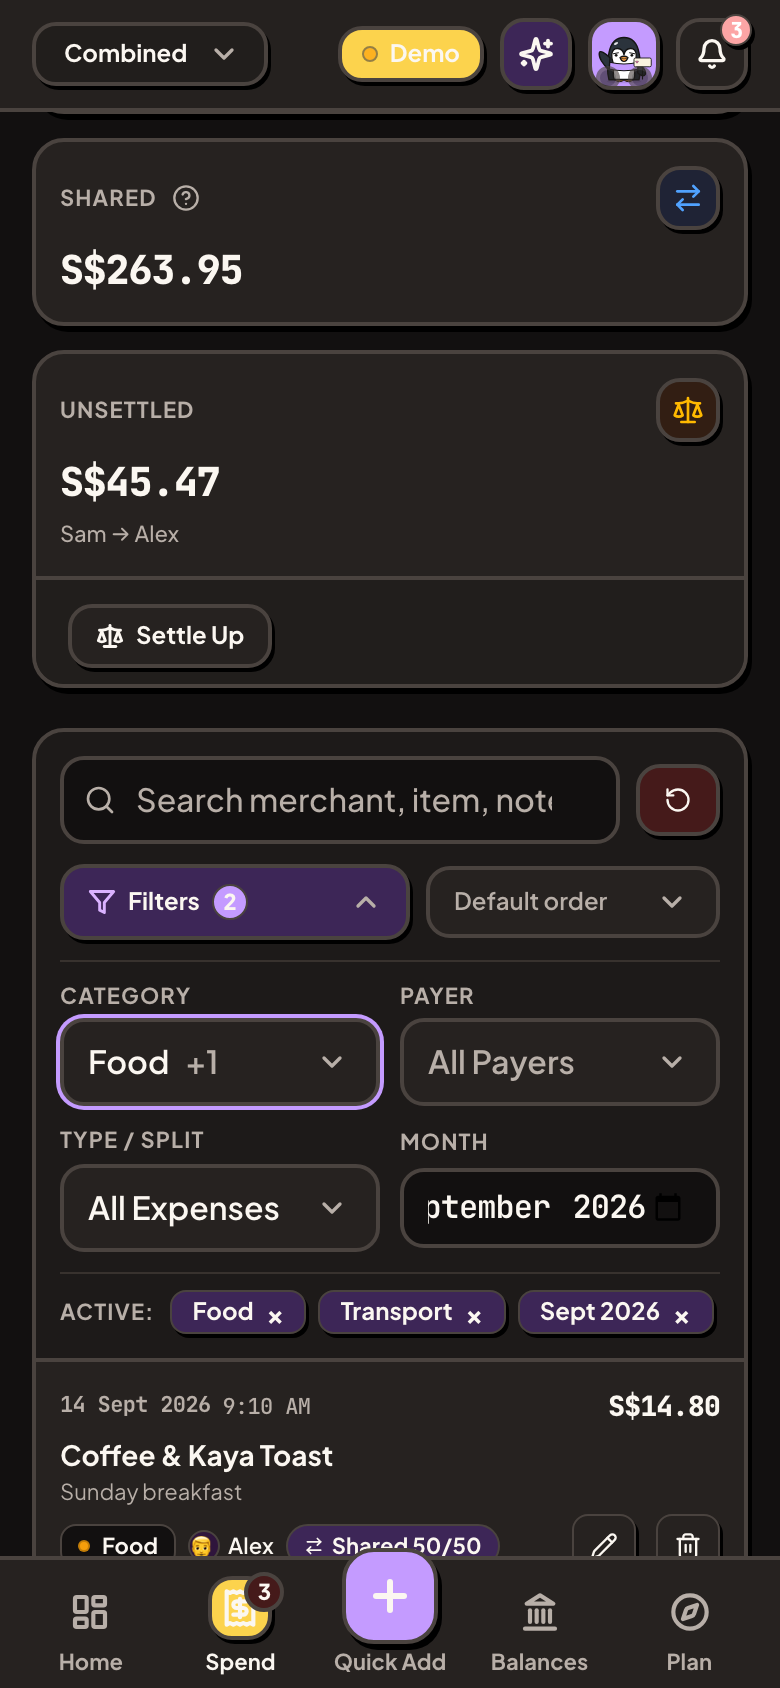 Combined
Demo
3
SHARED
S$263.95
UNSETTLED
S$45.47
Sam → Alex
Settle Up
Search merchant, item, note
Filters 2
Default order
CATEGORY
PAYER
Food +1
All Payers
TYPE / SPLIT
MONTH
All Expenses
ptember 2026
ACTIVE: Food × Transport × Sept 2026 ×
14 Sept 2026 9:10 AM
S$14.80
Coffee & Kaya Toast
Sunday breakfast
Food
Alex
Shared 50/50
3
Home
Spend
Quick Add
Balances
Plan